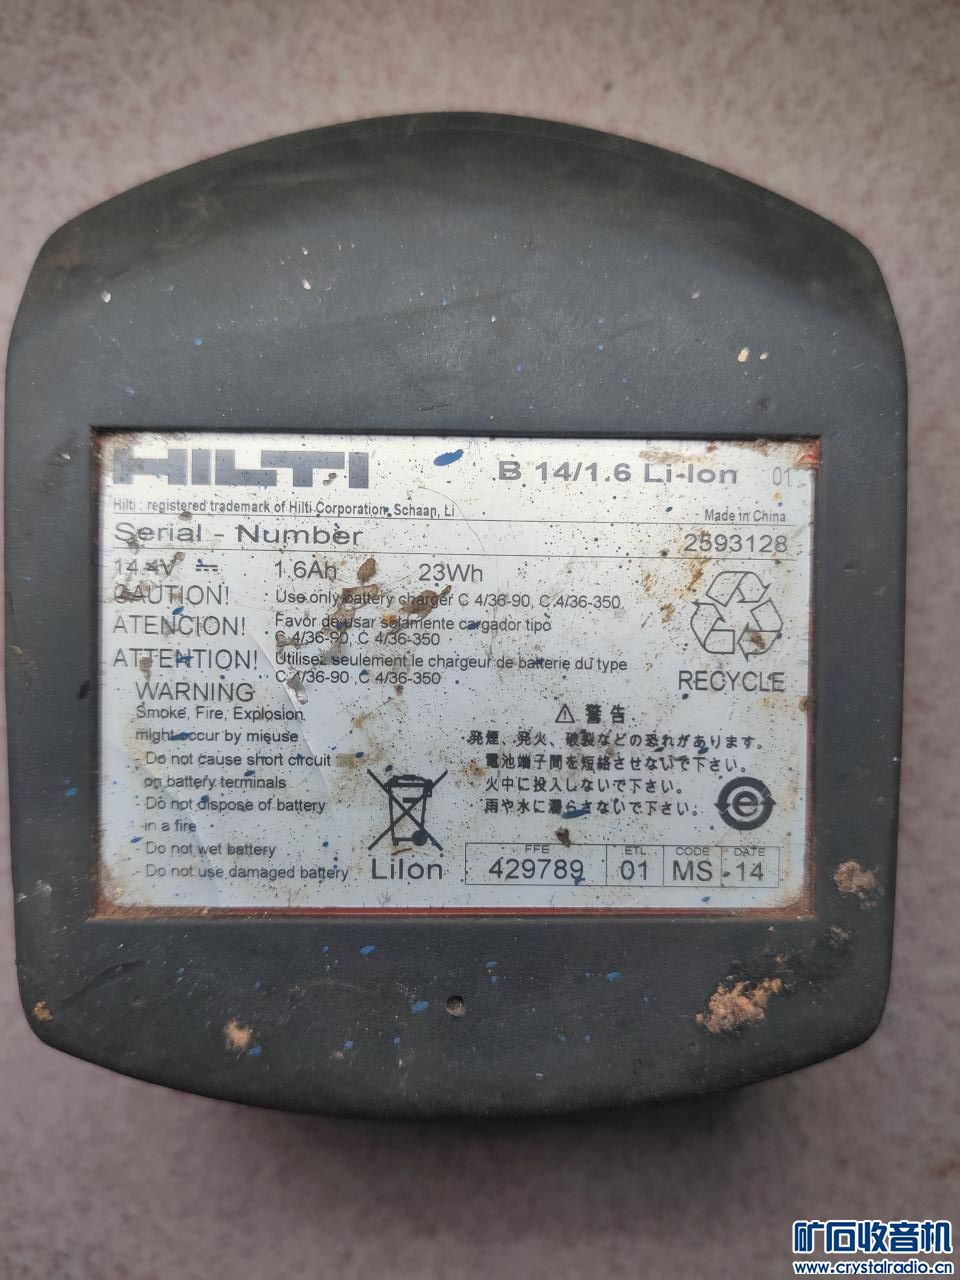 HILTI B 14/1.6 Li-Ion 01
Hilti : registered trademark of Hilti Corporation, Schaan, Li Made in China
Serial - Number 2593128
14.4V 1.6Ah 23Wh
CAUTION! Use only battery charger C 4/36-90, C 4/36-350
ATENCION! Favor de usar solamente cargador tipo
C 4/36-90, C 4/36-350
ATTENTION! Utilisez seulement le chargeur de batterie du type
C 4/36-90 ,C 4/36-350
RECYCLE
WARNING
Smoke, Fire, Explosion
might occur by misuse
- Do not cause short circuit
on battery terminals
- Do not dispose of battery
in a fire
- Do not wet battery
- Do not use damaged battery
LiIon
警告
発煙、発火、破裂などの恐れがあります。
電池端子間を短絡させないで下さい。
火中に投入しないで下さい。
雨や水に濡らさないで下さい。
e
FFE ETL CODE DATE
429789 01 MS 14
矿石收音机
www.crystalradio.cn